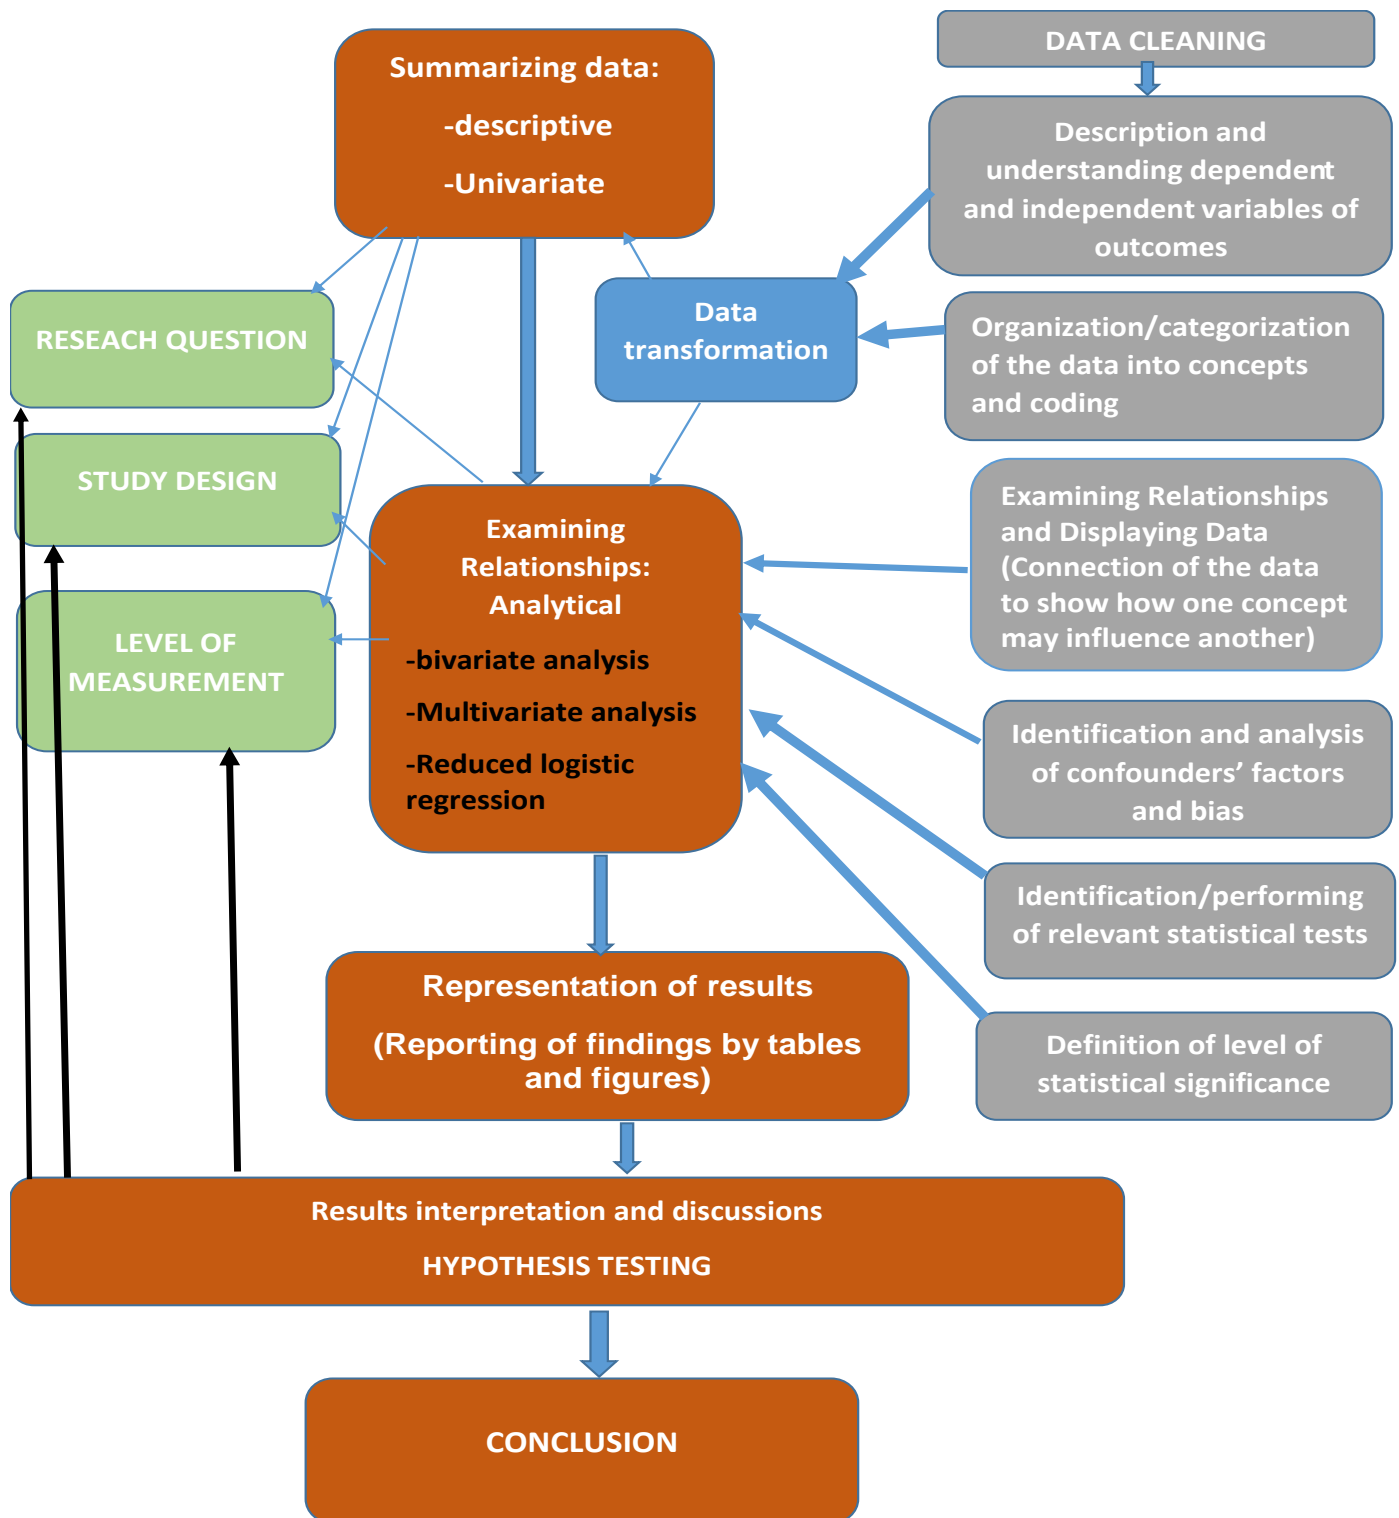 DATA CLEANING
Summarizing data:
-descriptive
-Univariate
Description and
understanding dependent
and independent variables of
outcomes
RESEACH QUESTION
Data
transformation
Organization/categorization
of the data into concepts
and coding
STUDY DESIGN
Examining
Relationships:
Analytical
-bivariate analysis
-Multivariate analysis
-Reduced logistic
regression
Examining Relationships
and Displaying Data
(Connection of the data
to show how one concept
may influence another)
LEVEL OF
MEASUREMENT
Identification and analysis
of confounders’ factors
and bias
Identification/performing
of relevant statistical tests
Representation of results
(Reporting of findings by tables
and figures)
Definition of level of
statistical significance
Results interpretation and discussions
HYPOTHESIS TESTING
CONCLUSION